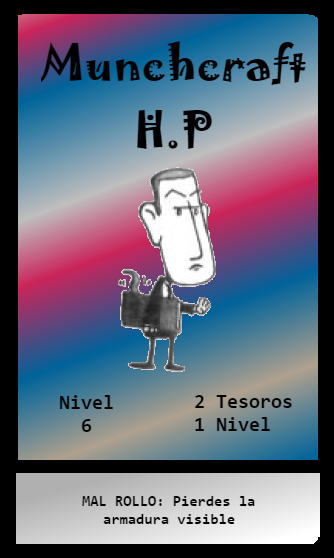 Munchcraft
H.P
Nivel
6
2 Tesoros
1 Nivel
MAL ROLLO: Pierdes la
armadura visible